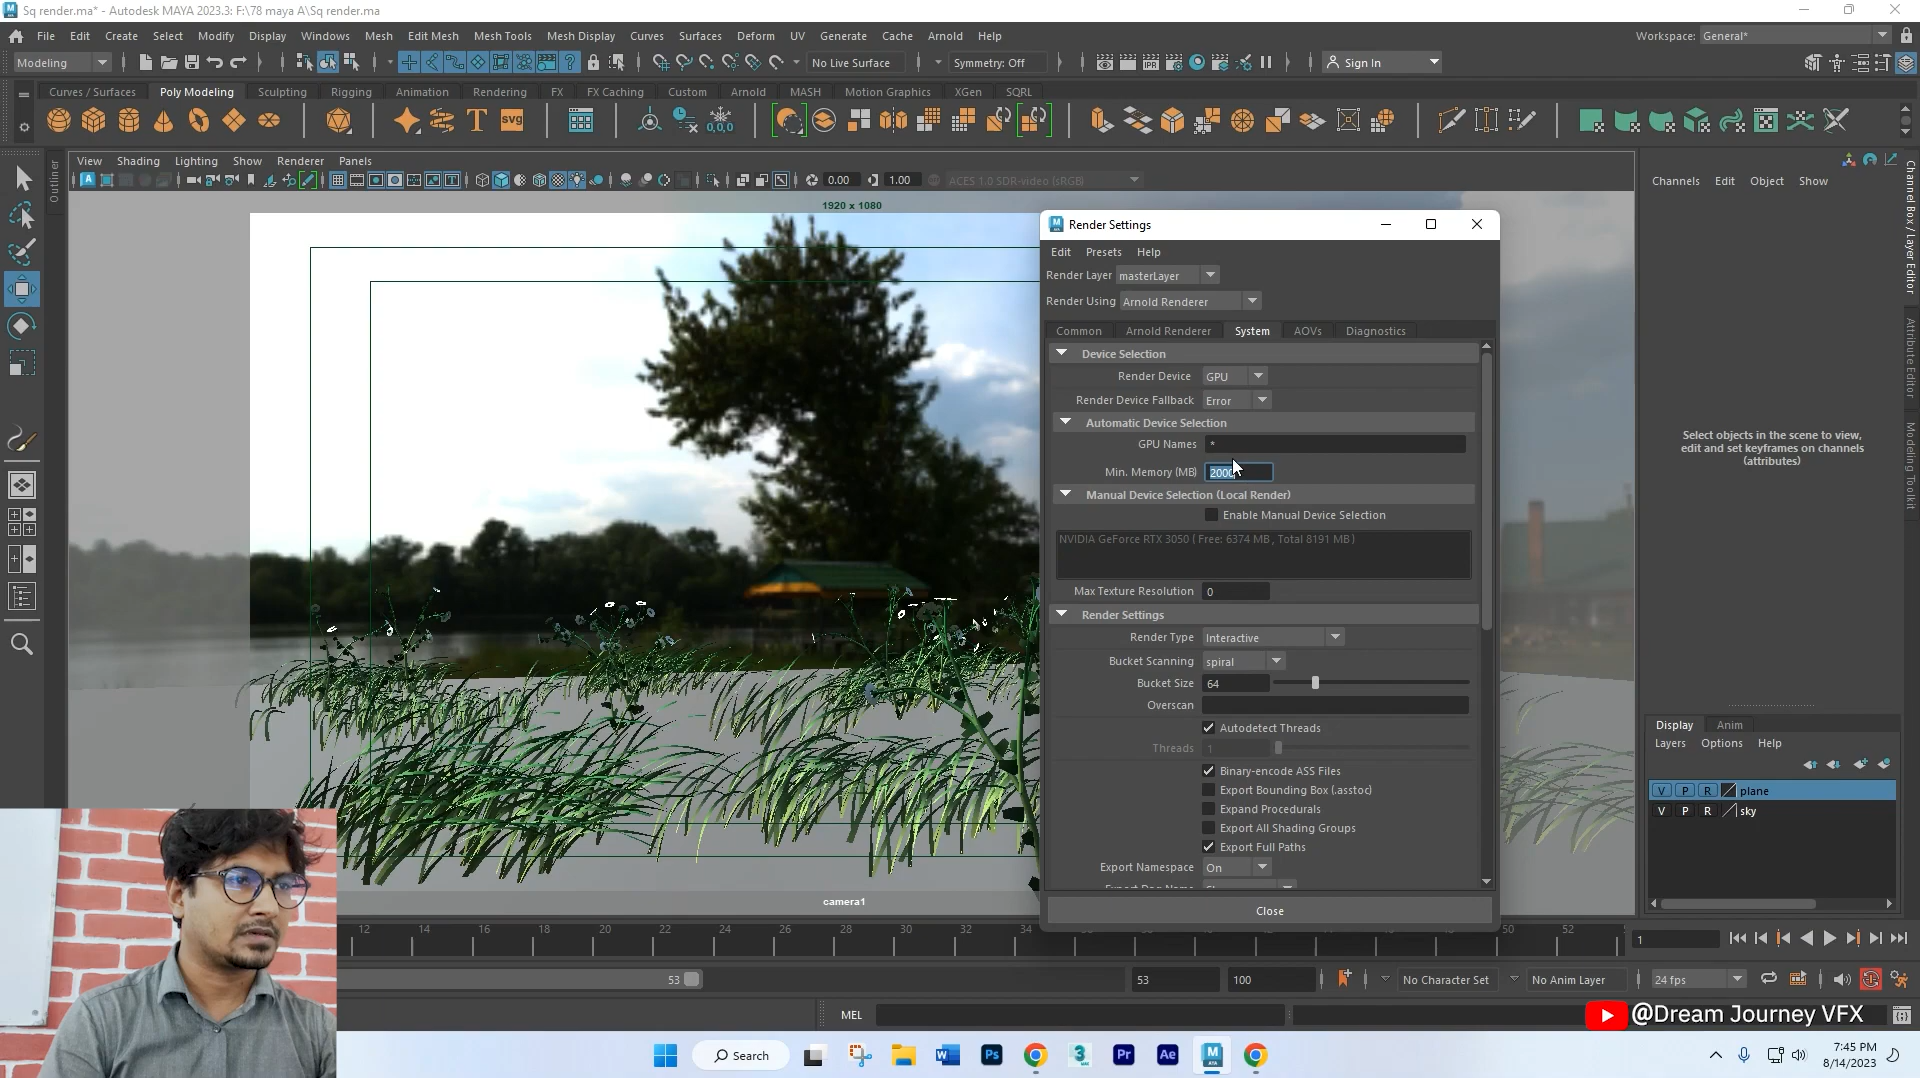 Sq render.ma* - Autodesk MAYA 2023.3: F:\78 maya A\Sq render.ma
File Edit Create Select Modify Display Windows Mesh Edit Mesh Mesh Tools Mesh Display Curves Surfaces Deform UV Generate Cache Arnold Help
Workspace: General*
Modeling No Live Surface Symmetry: Off Sign In
Curves / Surfaces Poly Modeling Sculpting Rigging Animation Rendering FX FX Caching Custom Arnold MASH Motion Graphics XGen SQRL
Outliner
View Shading Lighting Show Renderer Panels
0.00 1.00 ACES 1.0 SDR-video (sRGB)
1920 x 1080
camera1
Render Settings
Edit Presets Help
Render Layer masterLayer
Render Using Arnold Renderer
Common Arnold Renderer System AOVs Diagnostics
Device Selection
Render Device GPU
Render Device Fallback Error
Automatic Device Selection
GPU Names *
Min. Memory (MB) 2000
Manual Device Selection (Local Render)
Enable Manual Device Selection
NVIDIA GeForce RTX 3050 ( Free: 6374 MB , Total 8191 MB )
Max Texture Resolution 0
Render Settings
Render Type Interactive
Bucket Scanning spiral
Bucket Size 64
Overscan
Autodetect Threads
Threads 1
Binary-encode ASS Files
Export Bounding Box (.asstoc)
Expand Procedurals
Export All Shading Groups
Export Full Paths
Export Namespace On
Close
Channels Edit Object Show
Select objects in the scene to view,
edit and set keyframes on channels
(attributes)
Channel Box / Layer Editor
Attribute Editor
Modeling Toolkit
Display Anim
Layers Options Help
V P R plane
V P R sky
12 14 16 18 20 22 24 26 28 30 32 34 50 52
1
53 53 100 No Character Set No Anim Layer 24 fps
MEL
@Dream Journey VFX
Search
7:45 PM
8/14/2023